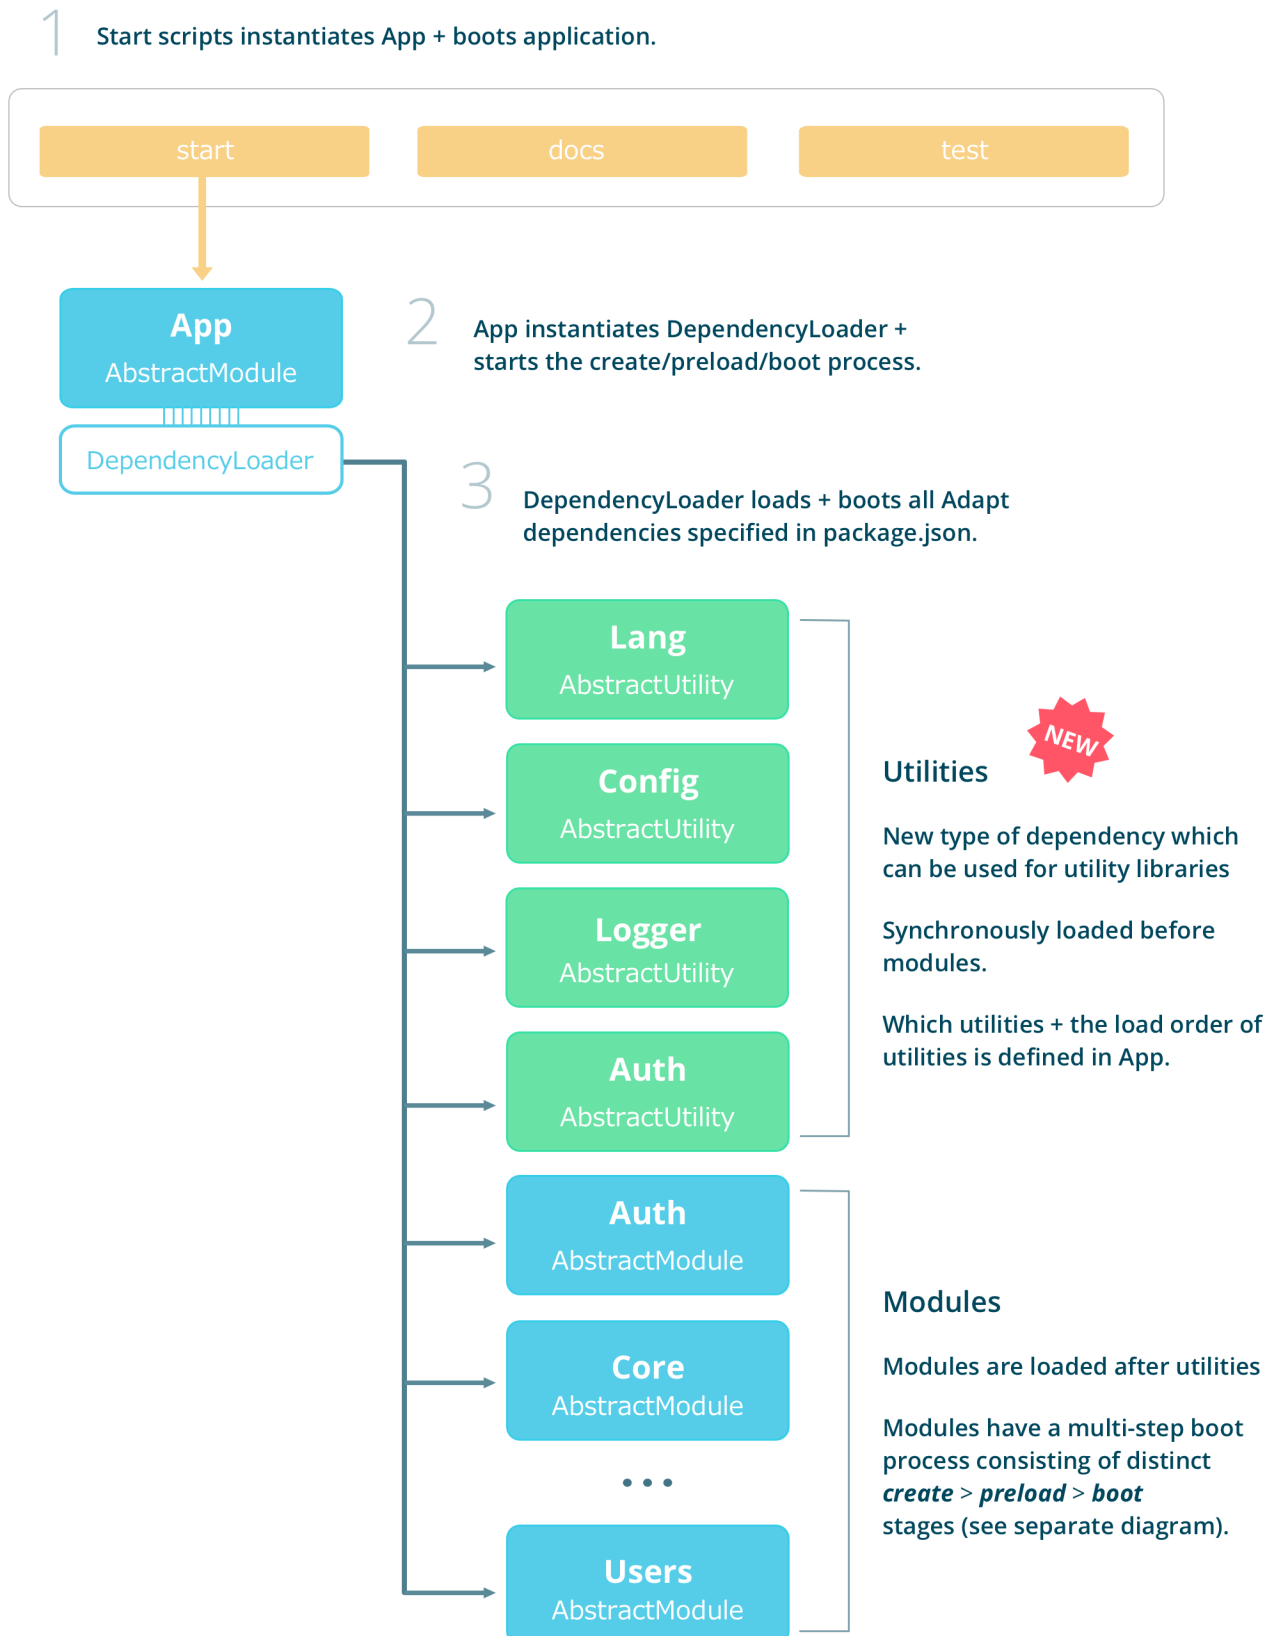 1
Start scripts instantiates App + boots application.
start
docs
test
App
AbstractModule
2
App instantiates DependencyLoader +
starts the create/preload/boot process.
DependencyLoader
3
DependencyLoader loads + boots all Adapt
dependencies specified in package.json.
Lang
AbstractUtility
Config
AbstractUtility
Logger
AbstractUtility
Auth
AbstractUtility
Utilities
NEW
New type of dependency which
can be used for utility libraries
Synchronously loaded before
modules.
Which utilities + the load order of
utilities is defined in App.
Auth
AbstractModule
Core
AbstractModule
...
Users
AbstractModule
Modules
Modules are loaded after utilities
Modules have a multi-step boot
process consisting of distinct
create > preload > boot
stages (see separate diagram).